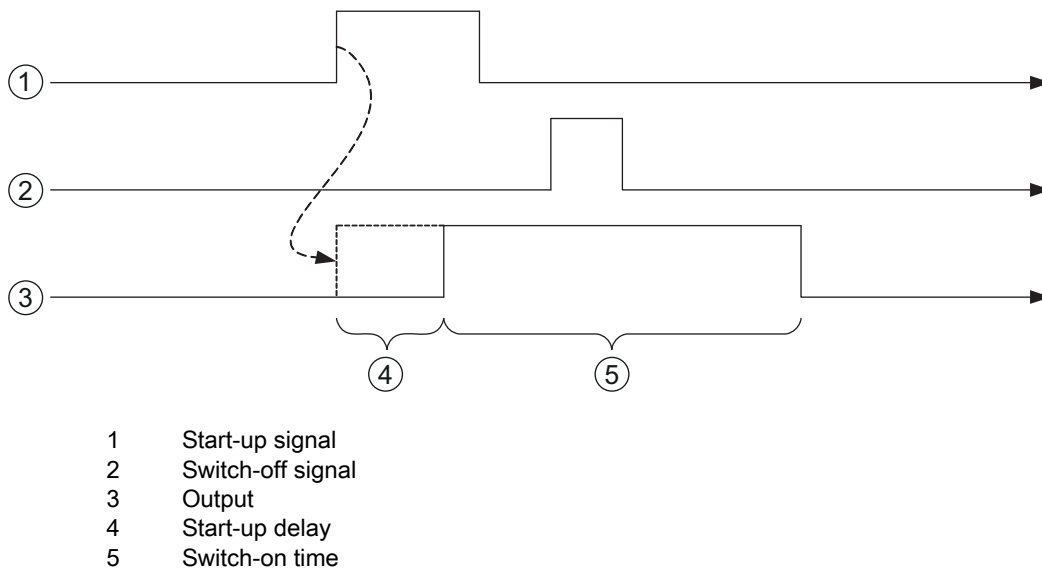 1
2
3
4 5
1 Start-up signal
2 Switch-off signal
3 Output
4 Start-up delay
5 Switch-on time